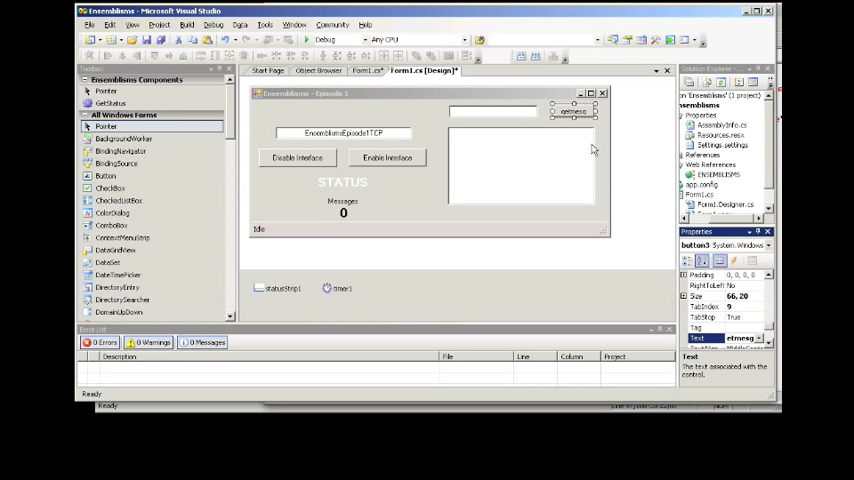 Ensemblisms - Microsoft Visual Studio
File Edit View Project Build Debug Data Tools Window Community Help
Debug Any CPU
Toolbox
Start Page Object Browser Form1.cs* Form1.cs [Design]*
Solution Explorer
Ensemblisms Components
Pointer
GetStatus
All Windows Forms
Pointer
BackgroundWorker
BindingNavigator
BindingSource
Button
CheckBox
CheckedListBox
ColorDialog
ComboBox
ContextMenuStrip
DataGridView
DataSet
DateTimePicker
DirectoryEntry
DirectorySearcher
DomainUpDown
Ensemblisms - Episode 1
getmesg
EnsemblismsEpisode1TCP
Disable Interface Enable Interface
STATUS
Messages
0
Idle
statusStrip1 timer1
Ensemblisms (1 project)
Ensemblisms
Properties
AssemblyInfo.cs
Resources.resx
Settings.settings
References
Web References
ENSEMBLISMS
app.config
Form1.cs
Form1.Designer.cs
Properties
button3 System.Windows
Padding 0, 0, 0, 0
RightToLeft No
Size 66, 20
TabIndex 9
TabStop True
Tag
Text etmesg
Text
The text associated with the control.
Error List
0 Errors 0 Warnings 0 Messages
Description File Line Column Project
Ready
Ready